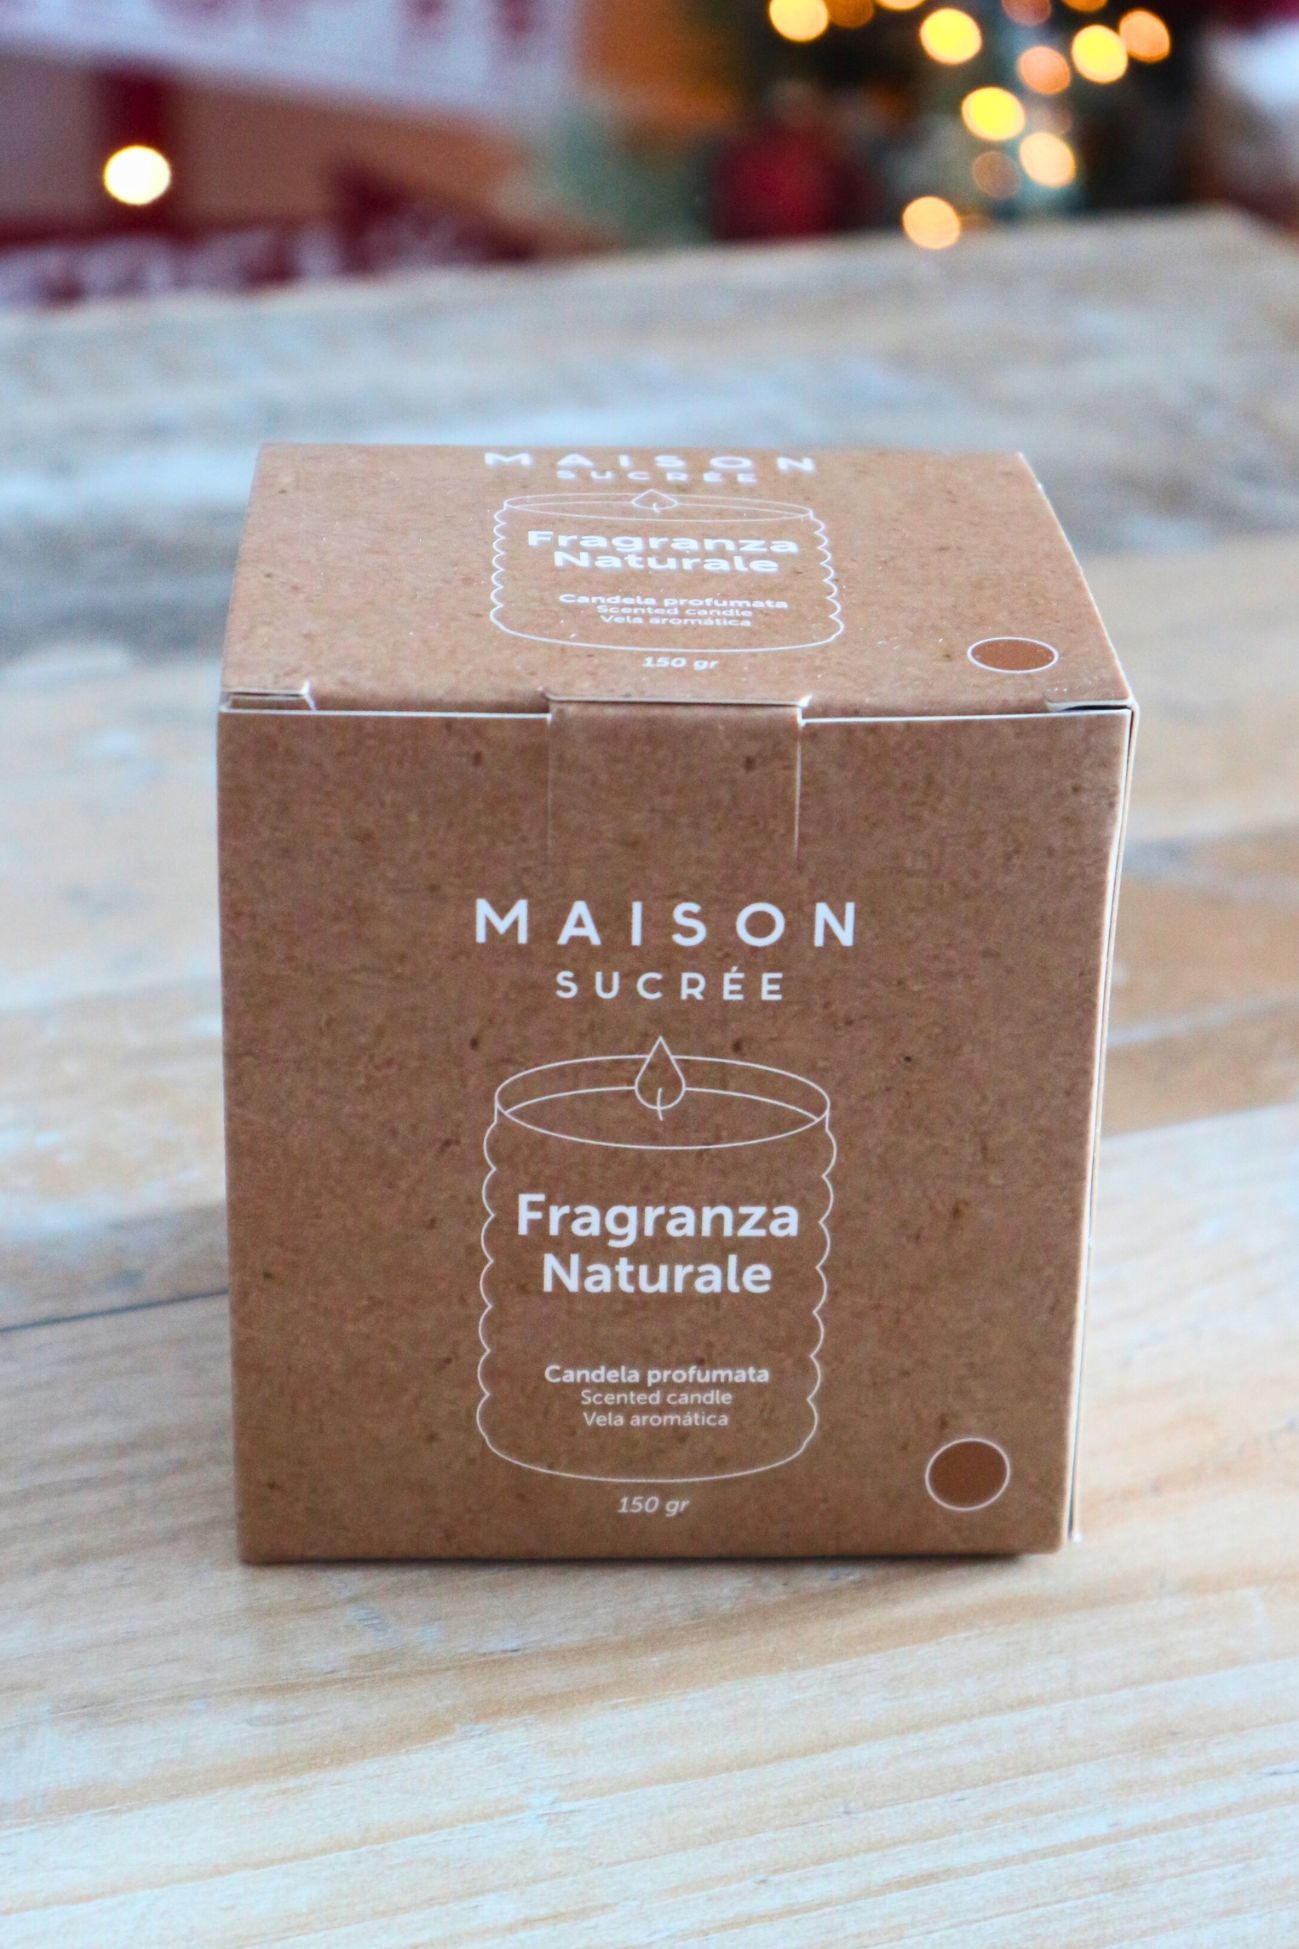 MAISON
SUCRÉE
Fragranza
Naturale
Candela profumata
Scented candle
Vela aromática
150 gr
MAISON
SUCRÉE
Fragranza
Naturale
Candela profumata
Scented candle
Vela aromática
150 gr